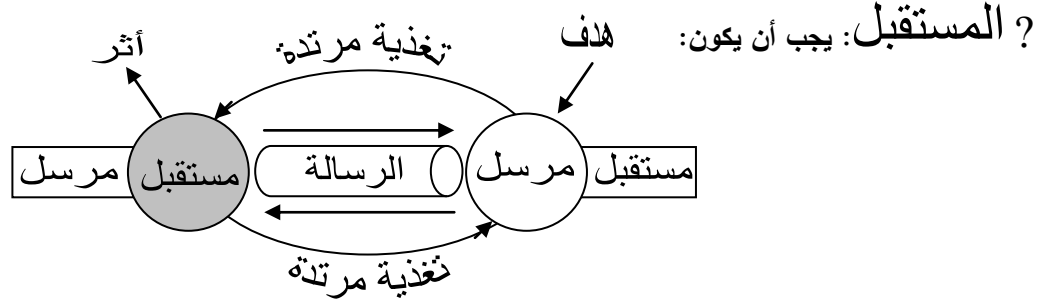 ? المستقبل: يجب أن يكون:
هدف
تغذية مرتدة
أثر
مستقبل
مرسل
الرسالة
مستقبل
مرسل
تغذية مرتدة